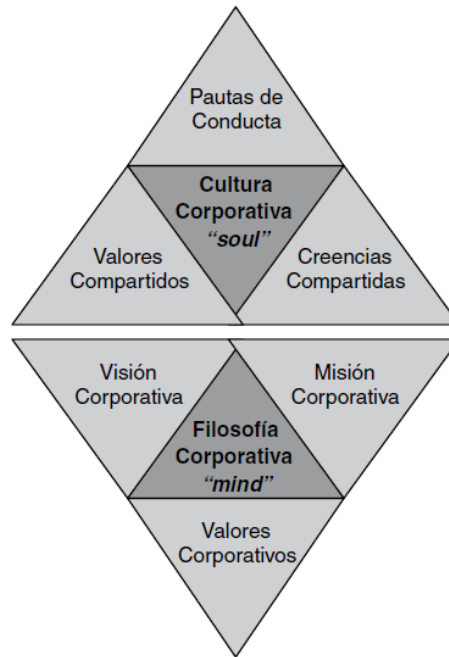 Pautas de
Conducta
Cultura
Corporativa
“soul”
Valores
Compartidos
Creencias
Compartidas
Visión
Corporativa
Misión
Corporativa
Filosofía
Corporativa
“mind”
Valores
Corporativos